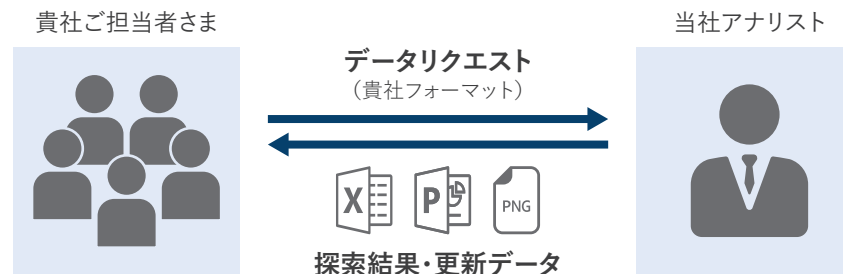 貴社ご担当者さま
当社アナリスト
データリクエスト
（貴社フォーマット）
X
P
PNG
探索結果・更新データ